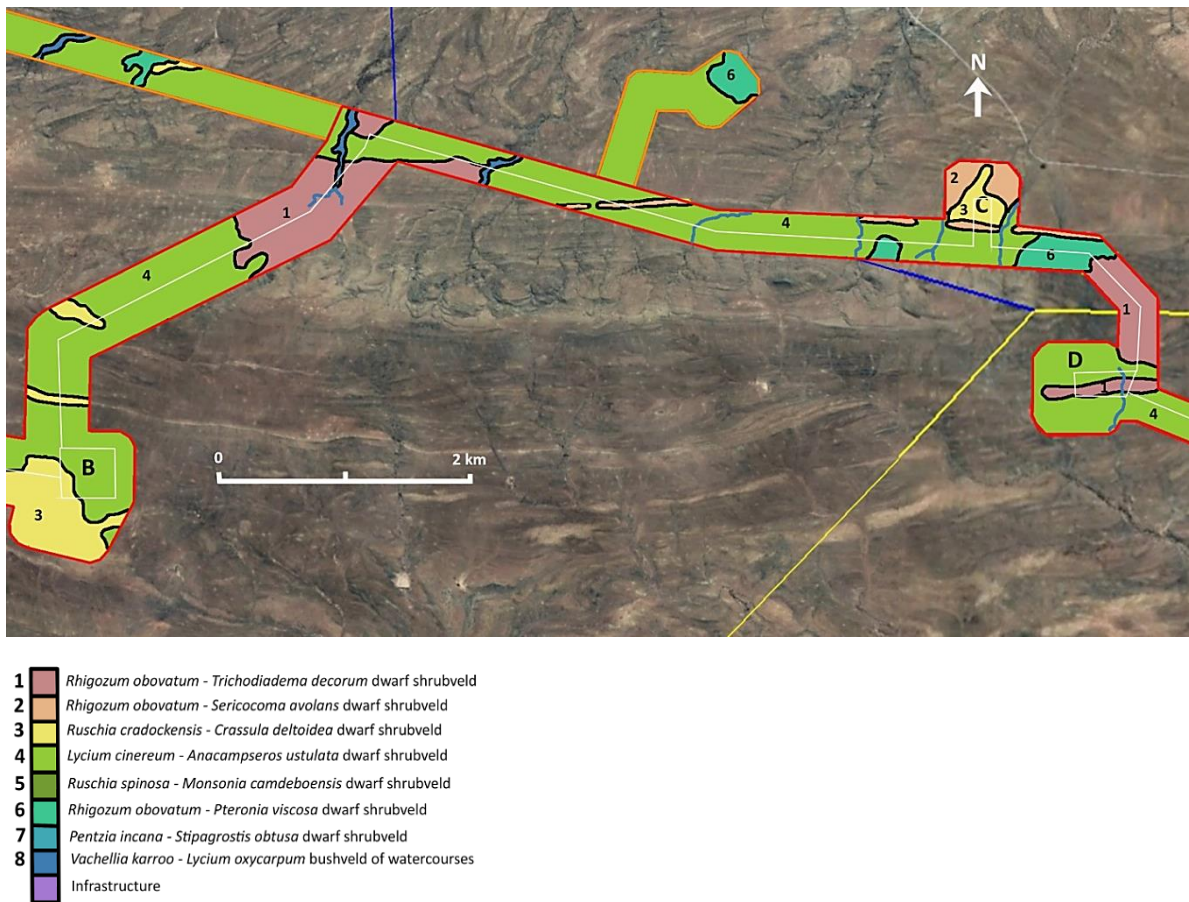 6
N
2
3 C
1
4
6
4
1
D
1
4
B
3
0 2 km
1 Rhigozum obovatum - Trichodiadema decorum dwarf shrubveld
2 Rhigozum obovatum - Sericocoma avolans dwarf shrubveld
3 Ruschia cradockensis - Crassula deltoidea dwarf shrubveld
4 Lycium cinereum - Anacampseros ustulata dwarf shrubveld
5 Ruschia spinosa - Monsonia camdeboensis dwarf shrubveld
6 Rhigozum obovatum - Pteronia viscosa dwarf shrubveld
7 Pentzia incana - Stipagrostis obtusa dwarf shrubveld
8 Vachellia karroo - Lycium oxycarpum bushveld of watercourses
Infrastructure